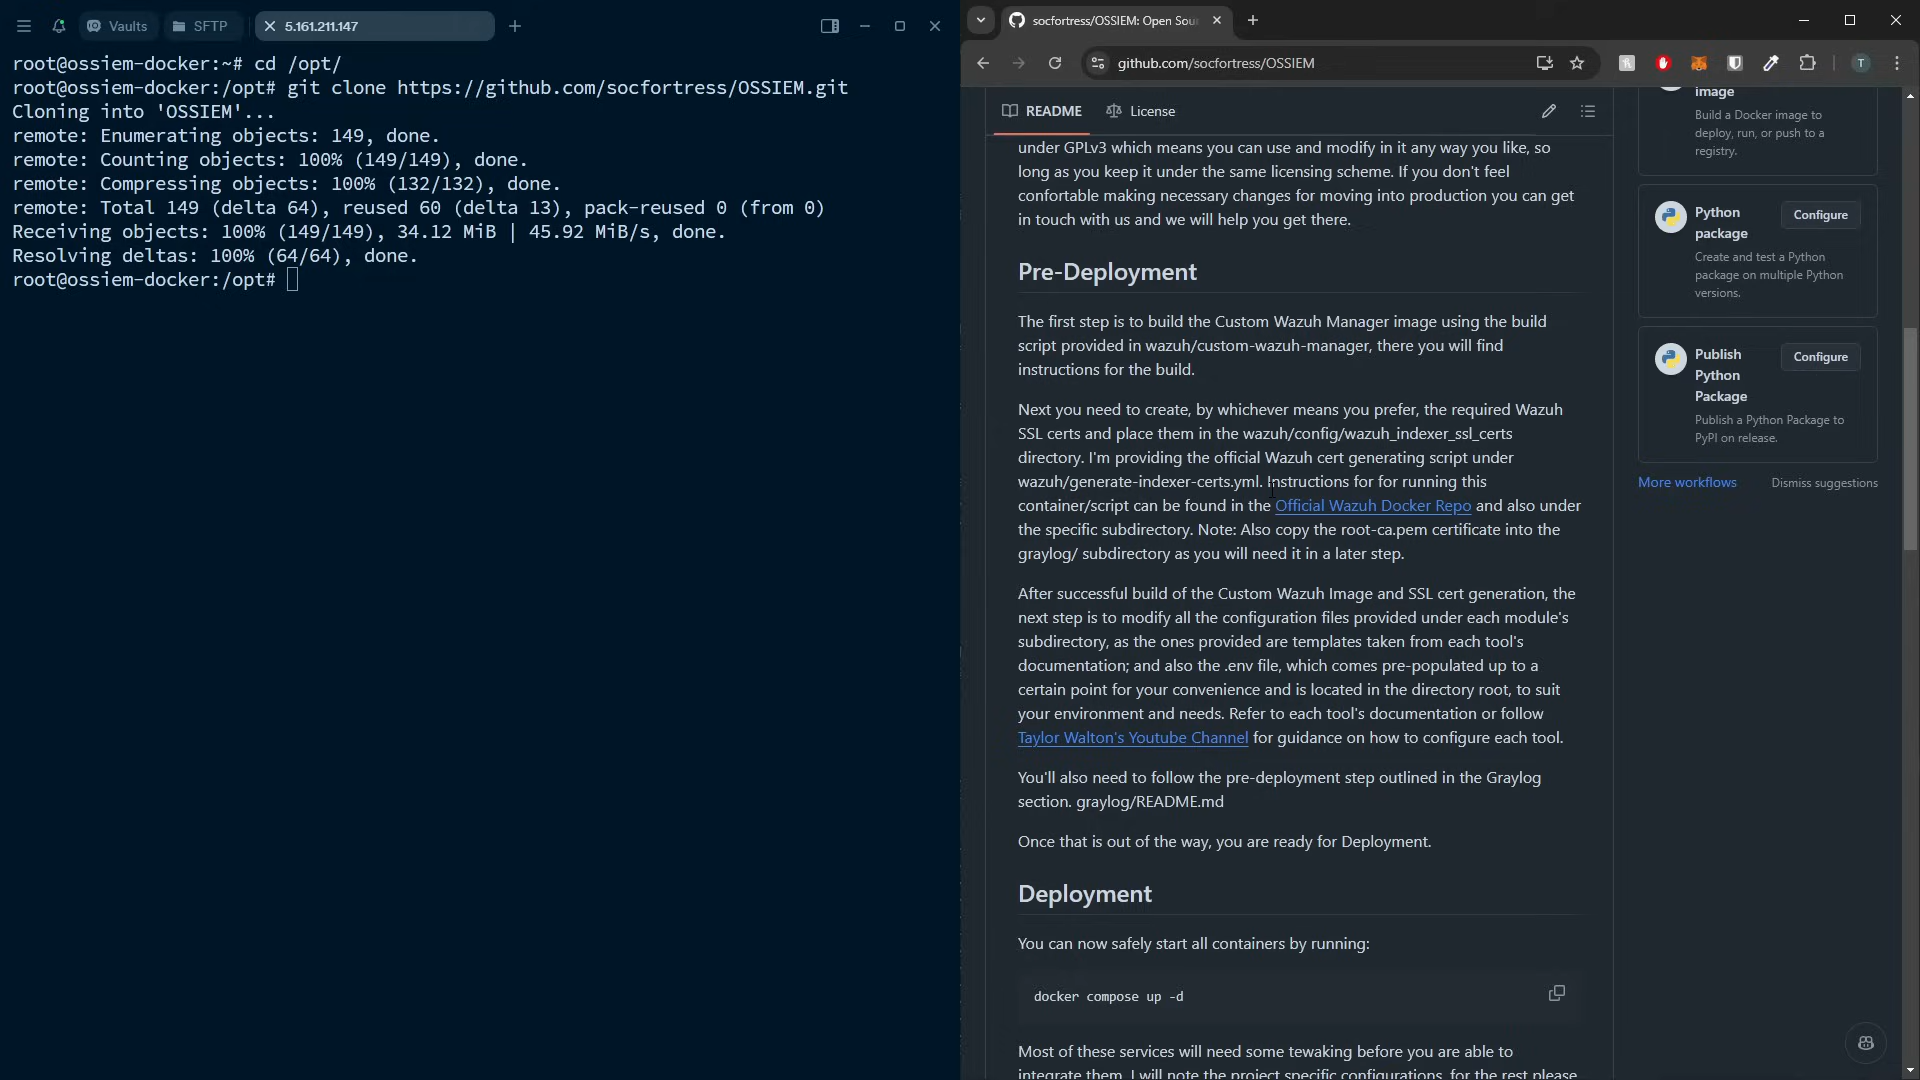 Vaults
SFTP
5.161.211.147
root@ossiem-docker:~# cd /opt/
root@ossiem-docker:/opt# git clone https://github.com/socfortress/OSSIEM.git
Cloning into 'OSSIEM'...
remote: Enumerating objects: 149, done.
remote: Counting objects: 100% (149/149), done.
remote: Compressing objects: 100% (132/132), done.
remote: Total 149 (delta 64), reused 60 (delta 13), pack-reused 0 (from 0)
Receiving objects: 100% (149/149), 34.12 MiB | 45.92 MiB/s, done.
Resolving deltas: 100% (64/64), done.
root@ossiem-docker:/opt#
socfortress/OSSIEM: Open Sou
github.com/socfortress/OSSIEM
T
README
License
under GPLv3 which means you can use and modify in it any way you like, so
long as you keep it under the same licensing scheme. If you don't feel
confortable making necessary changes for moving into production you can get
in touch with us and we will help you get there.
Pre-Deployment
The first step is to build the Custom Wazuh Manager image using the build
script provided in wazuh/custom-wazuh-manager, there you will find
instructions for the build.
Next you need to create, by whichever means you prefer, the required Wazuh
SSL certs and place them in the wazuh/config/wazuh_indexer_ssl_certs
directory. I'm providing the official Wazuh cert generating script under
wazuh/generate-indexer-certs.yml. Instructions for for running this
container/script can be found in the Official Wazuh Docker Repo and also under
the specific subdirectory. Note: Also copy the root-ca.pem certificate into the
graylog/ subdirectory as you will need it in a later step.
After successful build of the Custom Wazuh Image and SSL cert generation, the
next step is to modify all the configuration files provided under each module's
subdirectory, as the ones provided are templates taken from each tool's
documentation; and also the .env file, which comes pre-populated up to a
certain point for your convenience and is located in the directory root, to suit
your environment and needs. Refer to each tool's documentation or follow
Taylor Walton's Youtube Channel for guidance on how to configure each tool.
You'll also need to follow the pre-deployment step outlined in the Graylog
section. graylog/README.md
Once that is out of the way, you are ready for Deployment.
Deployment
You can now safely start all containers by running:
docker compose up -d
Most of these services will need some tewaking before you are able to
integrate them. I will note the project specific configurations, for the rest please
image
Build a Docker image to
deploy, run, or push to a
registry.
Python
package
Configure
Create and test a Python
package on multiple Python
versions.
Publish
Python
Package
Configure
Publish a Python Package to
PyPI on release.
More workflows
Dismiss suggestions